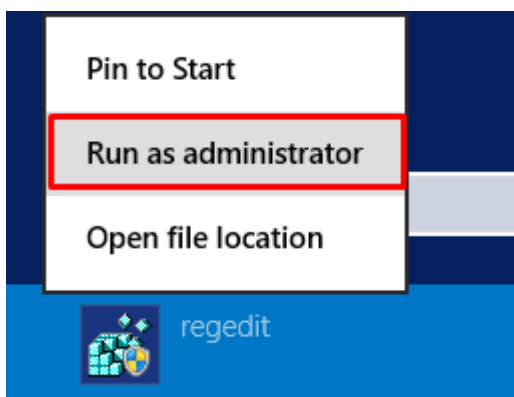 Pin to Start
Run as administrator
Open file location
regedit